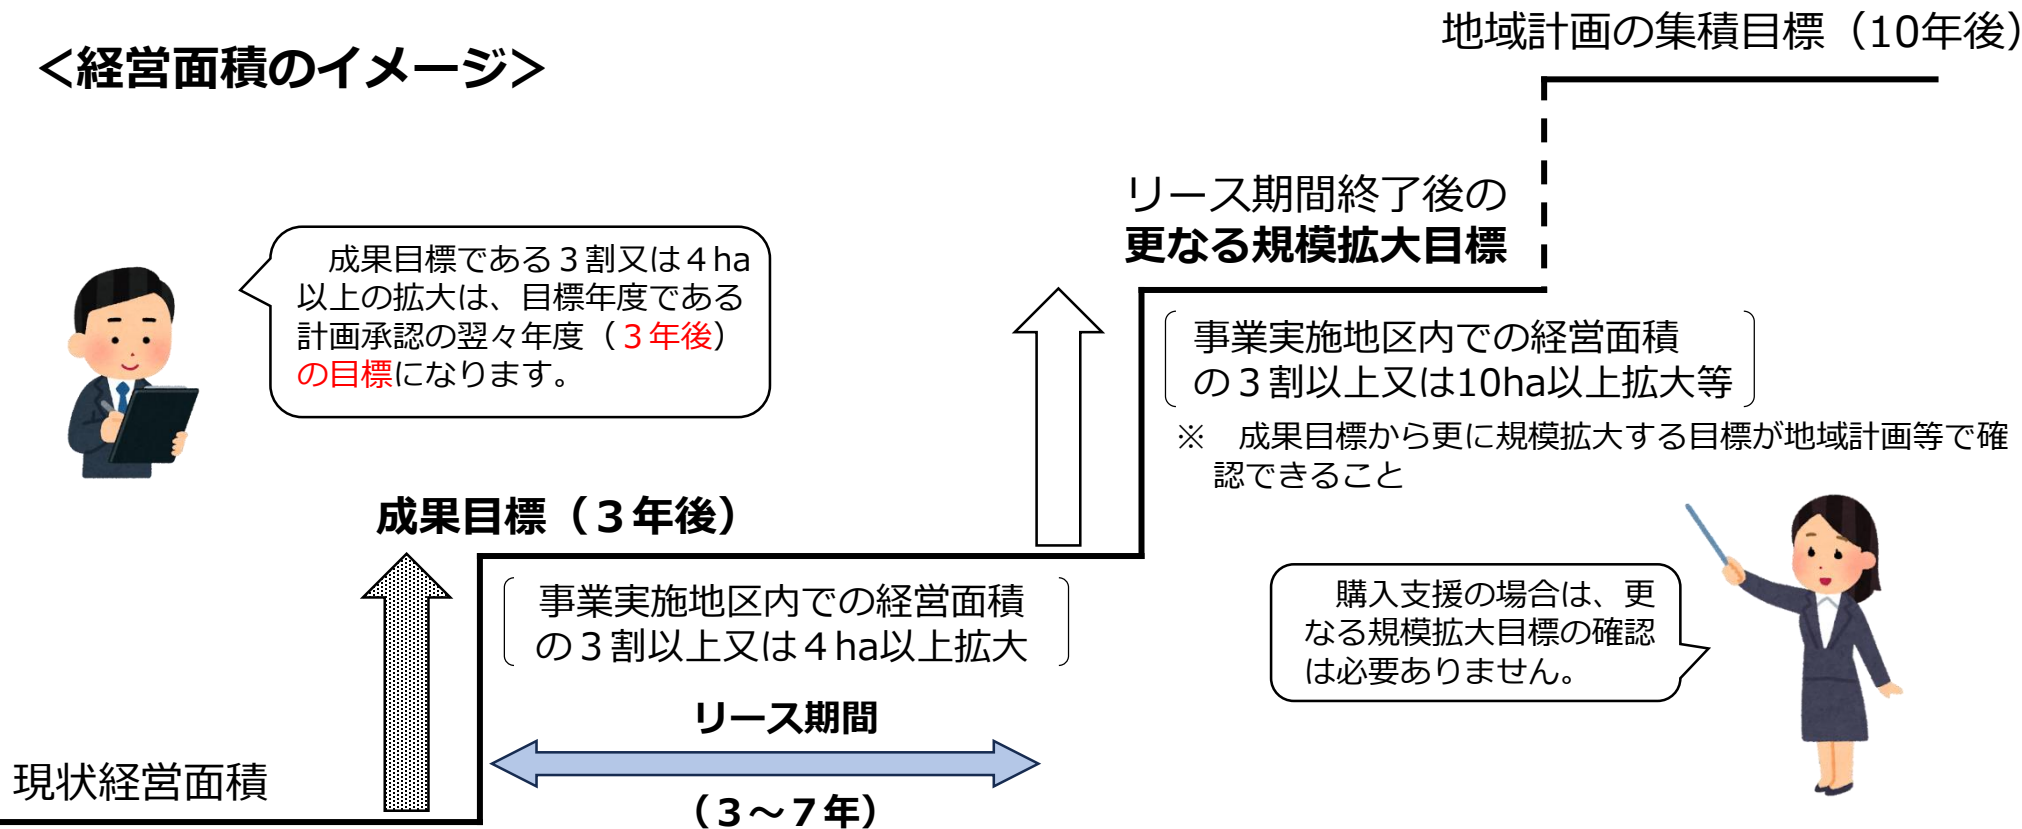 ＜経営面積のイメージ＞
地域計画の集積目標（10年後）
リース期間終了後の
更なる規模拡大目標
　成果目標である３割又は４ha
以上の拡大は、目標年度である
計画承認の翌々年度（３年後）
の目標になります。
事業実施地区内での経営面積
の３割以上又は10ha以上拡大等
※　成果目標から更に規模拡大する目標が地域計画等で確
認できること
成果目標（３年後）
事業実施地区内での経営面積
の３割以上又は４ha以上拡大
　購入支援の場合は、更
なる規模拡大目標の確認
は必要ありません。
リース期間
（３～７年）
現状経営面積